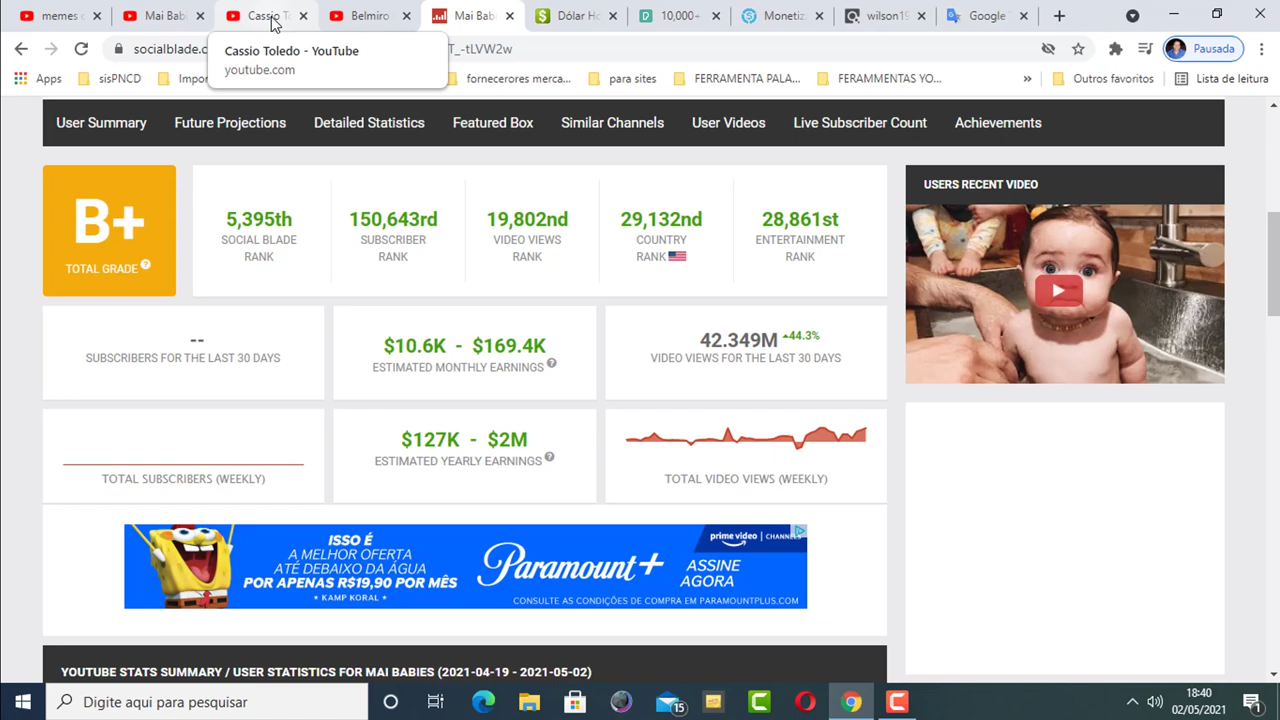 memes
Mai Bab
Cassio To
Belmiro
Mai Babi
Dólar Ho
10,000+
Monetiz
wilson19
Google T
socialblade.c
T_-tLVW2w
Pausada
Cassio Toledo - YouTube
youtube.com
Apps
sisPNCD
Impor
fornecerores merca...
para sites
FERRAMENTA PALA...
FERAMMENTAS YO...
»
Outros favoritos
Lista de leitura
User Summary
Future Projections
Detailed Statistics
Featured Box
Similar Channels
User Videos
Live Subscriber Count
Achievements
B+
TOTAL GRADE ?
5,395th
SOCIAL BLADE
RANK
150,643rd
SUBSCRIBER
RANK
19,802nd
VIDEO VIEWS
RANK
29,132nd
COUNTRY
RANK
28,861st
ENTERTAINMENT
RANK
USERS RECENT VIDEO
--
SUBSCRIBERS FOR THE LAST 30 DAYS
$10.6K - $169.4K
ESTIMATED MONTHLY EARNINGS ?
42.349M 44.3%
VIDEO VIEWS FOR THE LAST 30 DAYS
TOTAL SUBSCRIBERS (WEEKLY)
$127K - $2M
ESTIMATED YEARLY EARNINGS ?
TOTAL VIDEO VIEWS (WEEKLY)
ISSO É
A MELHOR OFERTA
ATÉ DEBAIXO DA ÁGUA
POR APENAS R$19,90 POR MÊS
* KAMP KORAL *
Paramount+
prime video | CHANNELS
ASSINE
AGORA
CONSULTE AS CONDIÇÕES DE COMPRA EM PARAMOUNTPLUS.COM
YOUTUBE STATS SUMMARY / USER STATISTICS FOR MAI BABIES (2021-04-19 - 2021-05-02)
Digite aqui para pesquisar
15
18:40
02/05/2021
1